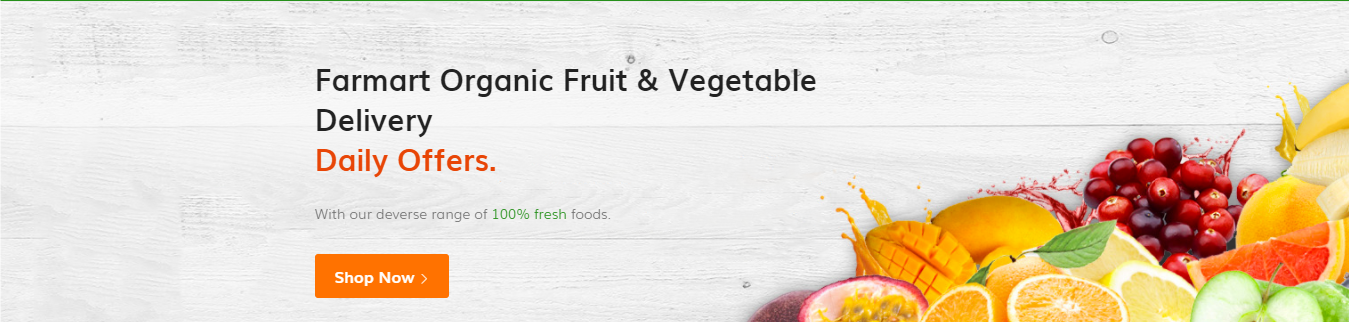 Farmart Organic Fruit & Vegetable
Delivery
Daily Offers.
With our deverse range of 100% fresh foods.
Shop Now >